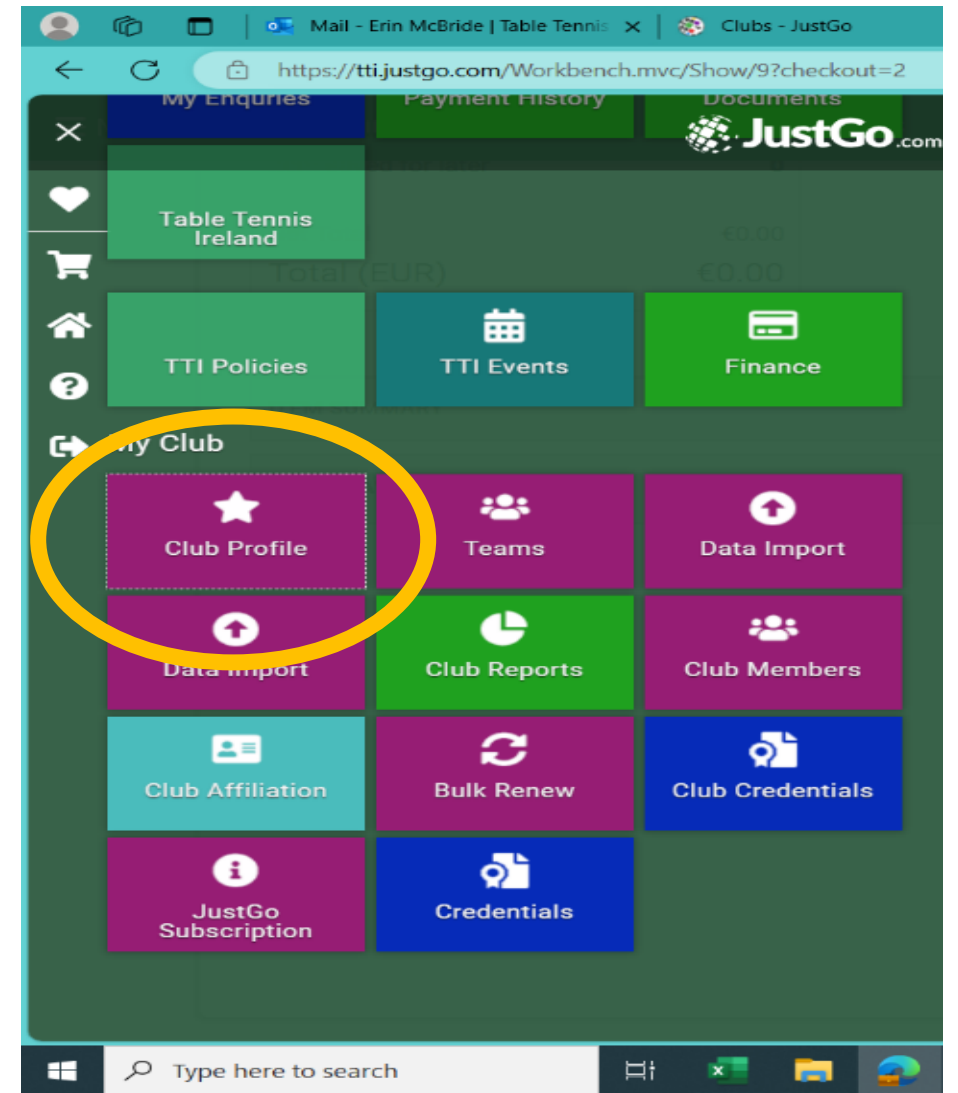 Mail - Erin McBride | Table Tennis
Clubs - JustGo
https://tti.justgo.com/Workbench.mvc/Show/9?checkout=2
My Enquries
Payment History
Documents
JustGo.com
Table Tennis
Ireland
€0.00
Total (EUR)
€0.00
TTI Policies
TTI Events
Finance
My Club
Club Profile
Teams
Data Import
Data Import
Club Reports
Club Members
Club Affiliation
Bulk Renew
Club Credentials
JustGo
Subscription
Credentials
Type here to search